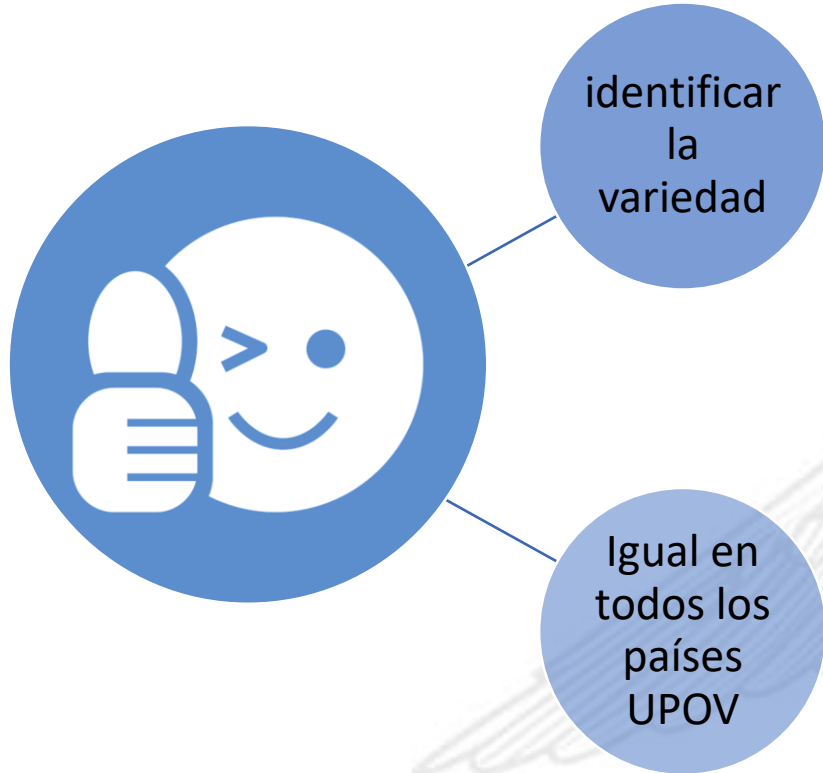 identificar
la
variedad
Igual en
todos los
países
UPOV